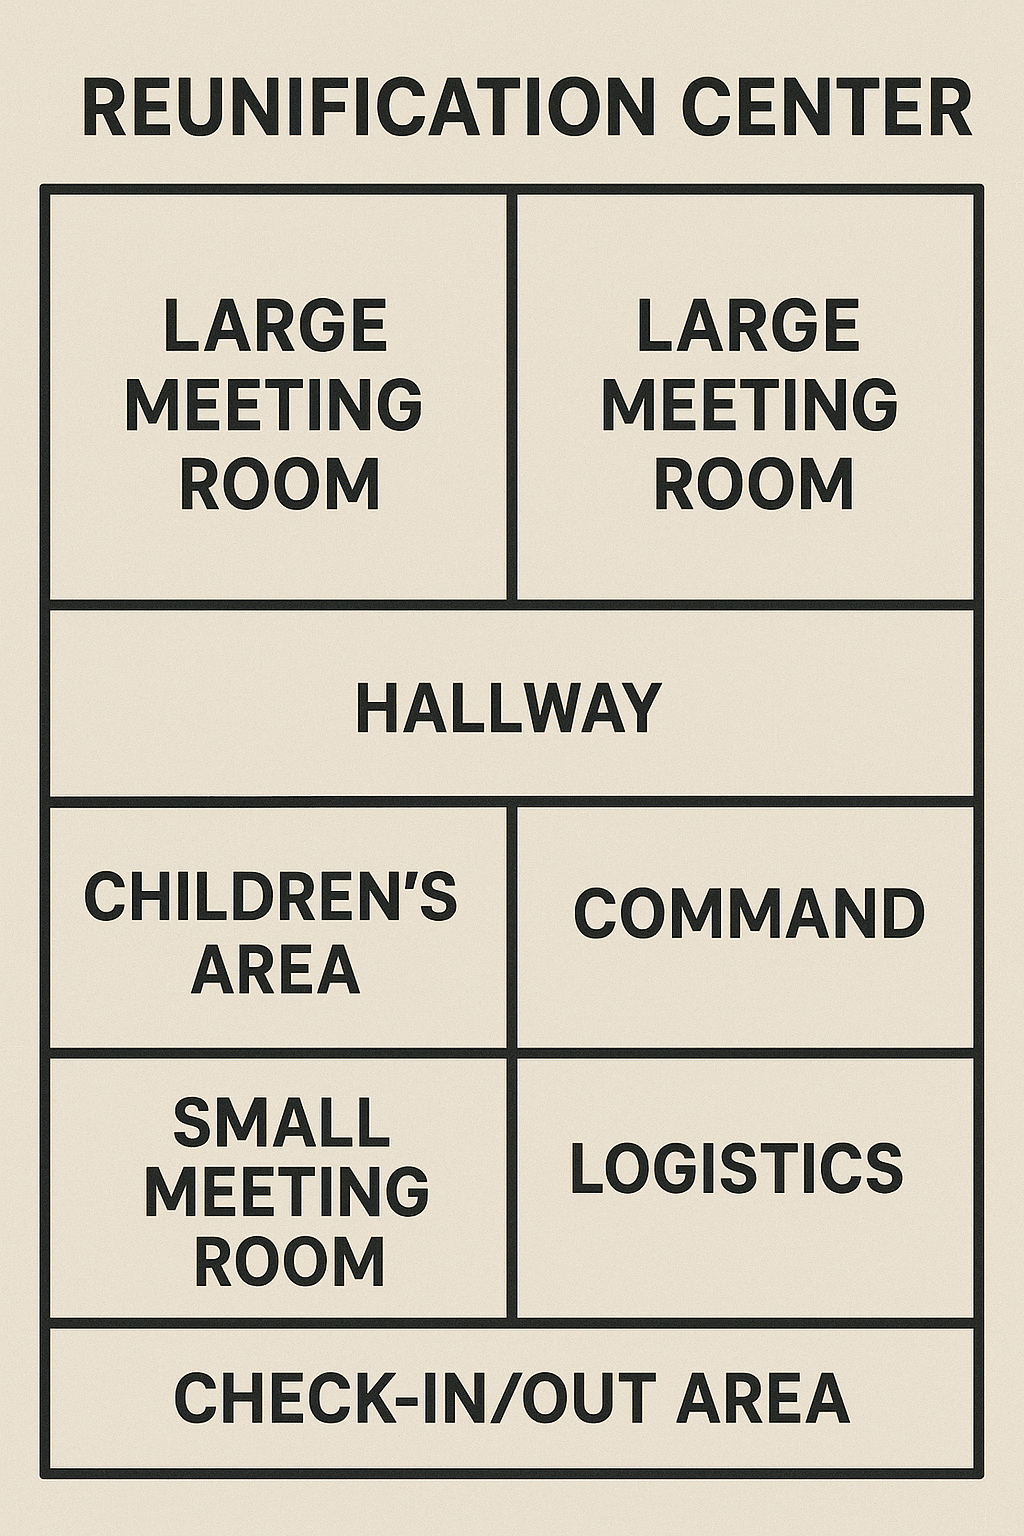 REUNIFICATION CENTER
LARGE
MEETING
ROOM
LARGE
MEETING
ROOM
HALLWAY
CHILDREN'S
AREA
COMMAND
SMALL
MEETING
ROOM
LOGISTICS
CHECK-IN/OUT AREA